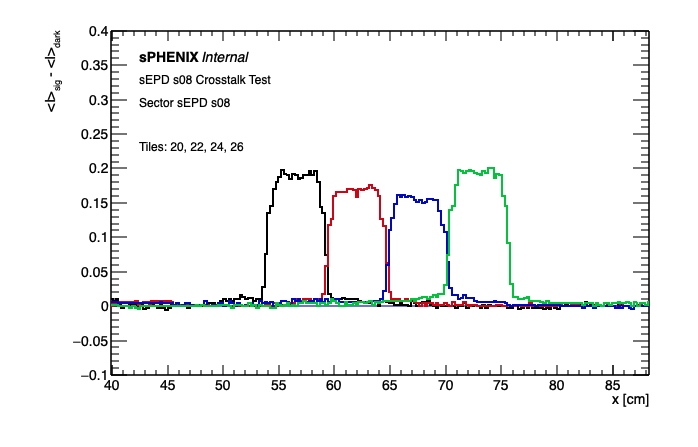 <I>sig - <I>dark
0.4
0.35
0.3
0.25
0.2
0.15
0.1
0.05
0
−0.05
−0.1
sPHENIX Internal
sEPD s08 Crosstalk Test
Sector sEPD s08
Tiles: 20, 22, 24, 26
40 45 50 55 60 65 70 75 80 85
x [cm]